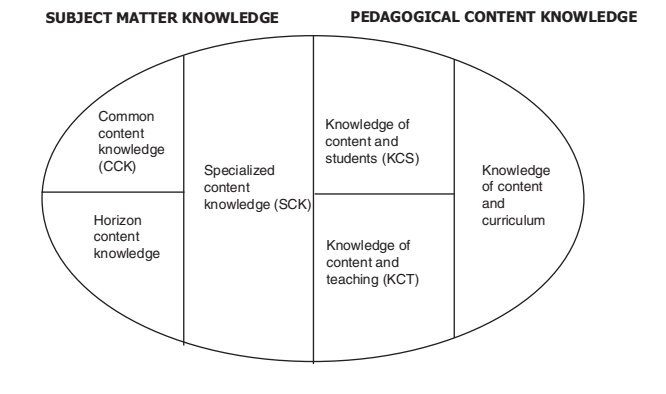 SUBJECT MATTER KNOWLEDGE
PEDAGOGICAL CONTENT KNOWLEDGE
Common
content
knowledge
(CCK)
Horizon
content
knowledge
Specialized
content
knowledge (SCK)
Knowledge of
content and
students (KCS)
Knowledge of
content and
teaching (KCT)
Knowledge
of content
and
curriculum